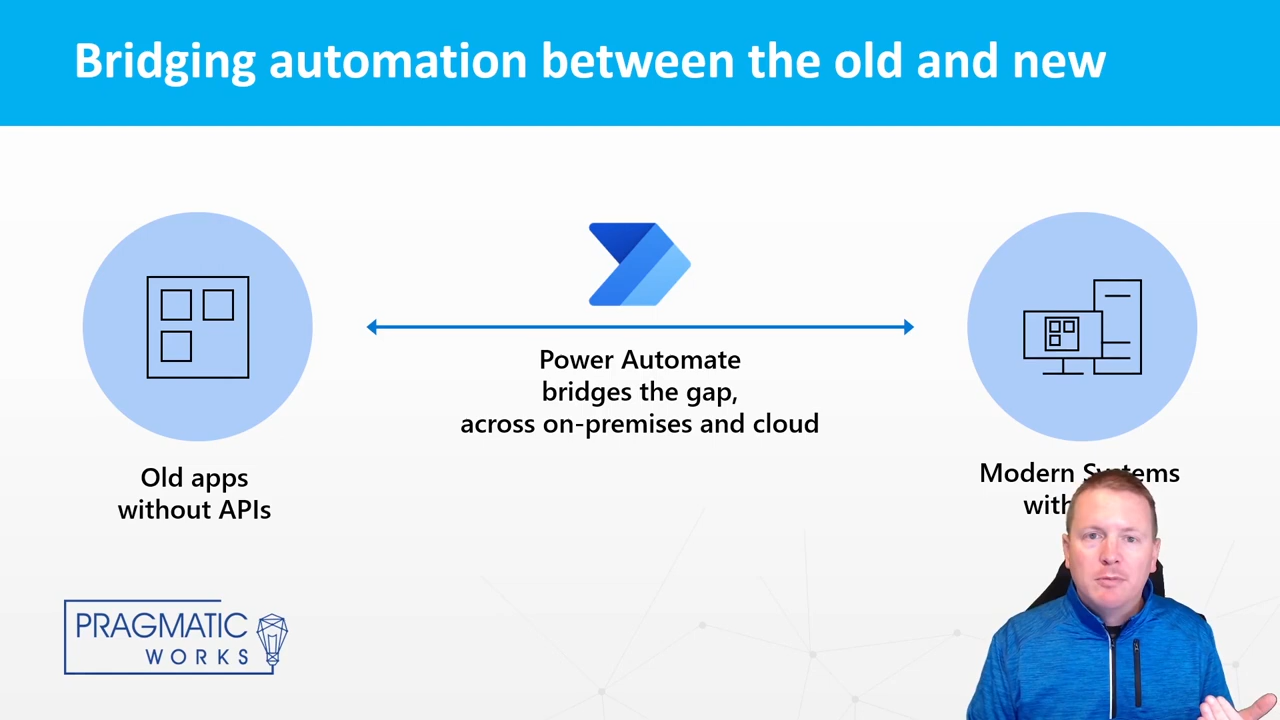 Bridging automation between the old and new
Power Automate
bridges the gap,
across on-premises and cloud
Old apps
without APIs
Modern
PRAGMATIC
WORKS